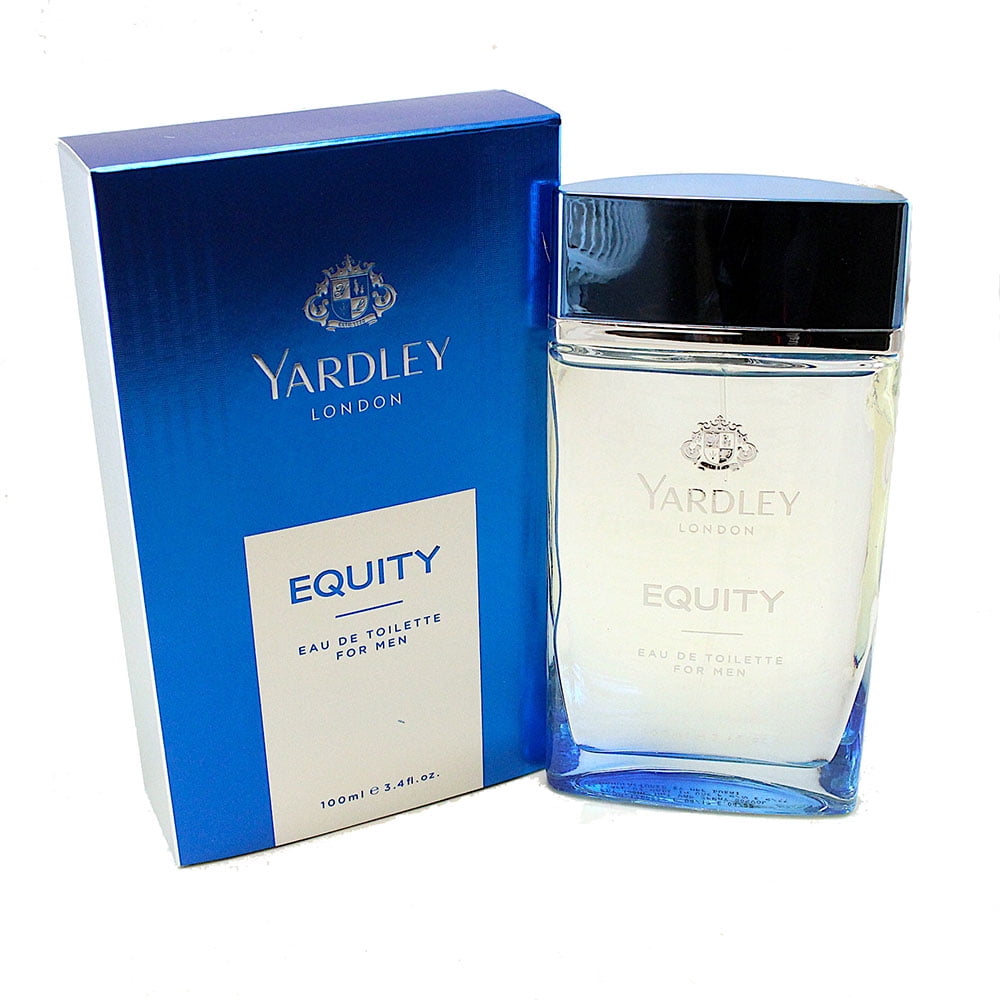 YARDLEY
LONDON
EQUITY
EAU DE TOILETTE
FOR MEN
100ml e 3.4fl.oz.
YARDLEY
LONDON
EQUITY
EAU DE TOILETTE
FOR MEN